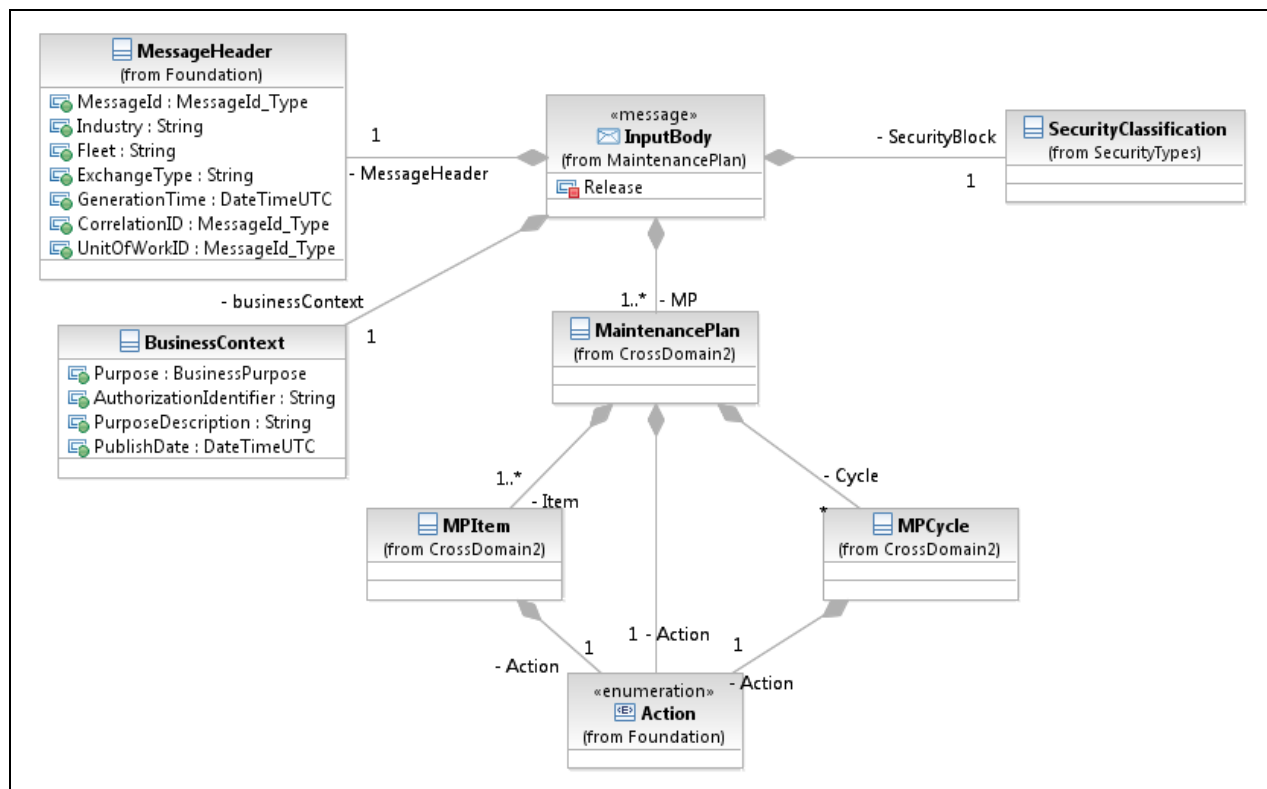 MessageHeader
(from Foundation)
MessageId : MessageId_Type
Industry : String
Fleet : String
ExchangeType : String
GenerationTime : DateTimeUTC
CorrelationID : MessageId_Type
UnitOfWorkID : MessageId_Type
1
- MessageHeader
«message»
InputBody
(from MaintenancePlan)
Release
- SecurityBlock
1
SecurityClassification
(from SecurityTypes)
- businessContext
1
BusinessContext
Purpose : BusinessPurpose
AuthorizationIdentifier : String
PurposeDescription : String
PublishDate : DateTimeUTC
1..* - MP
MaintenancePlan
(from CrossDomain2)
1..*
- Item
- Cycle
*
MPItem
(from CrossDomain2)
MPCycle
(from CrossDomain2)
1
- Action
1 - Action
1
- Action
«enumeration»
<E> Action
(from Foundation)